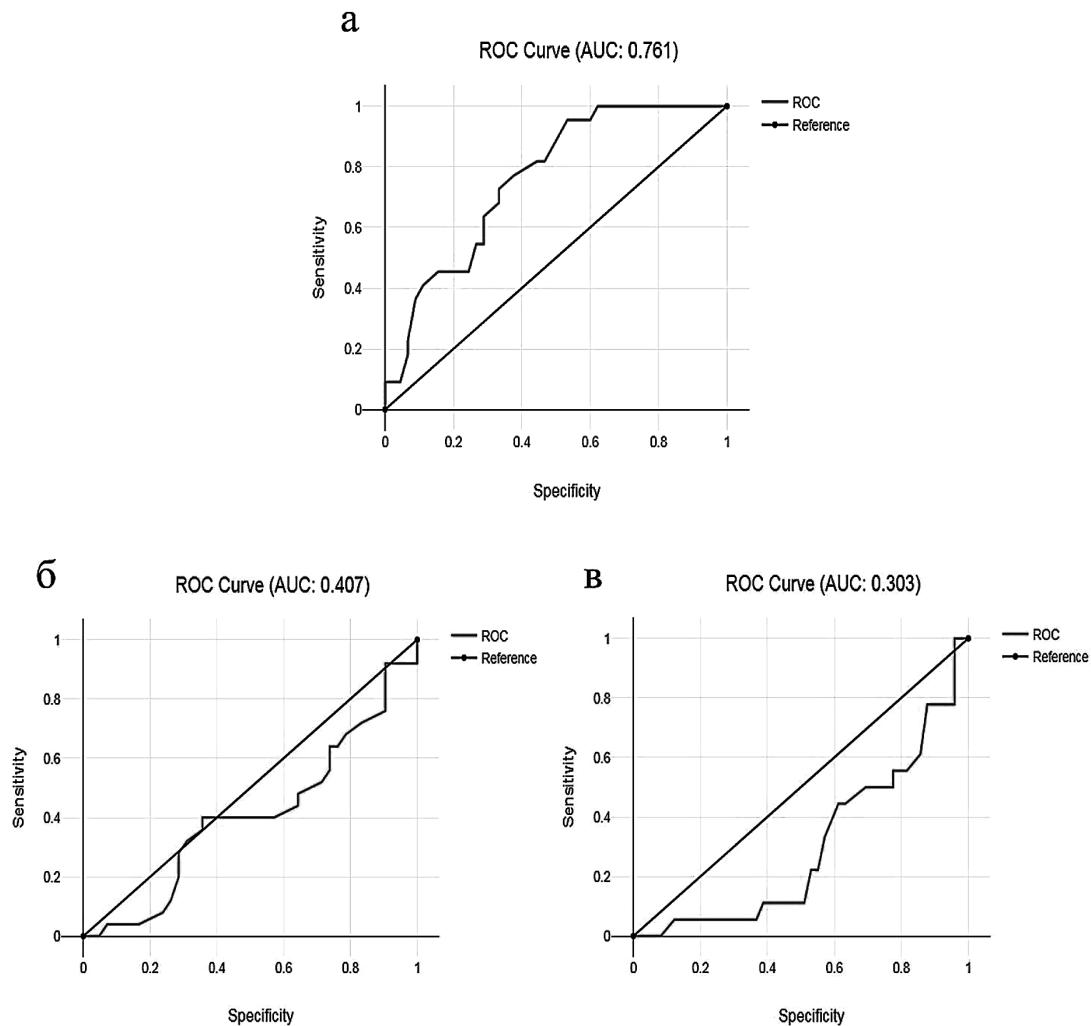 а
ROC Curve (AUC: 0.761)
1
0.8
0.6
0.4
0.2
0
Sensitivity
0 0.2 0.4 0.6 0.8 1
Specificity
ROC
Reference
б
ROC Curve (AUC: 0.407)
1
0.8
0.6
0.4
0.2
0
Sensitivity
0 0.2 0.4 0.6 0.8 1
Specificity
ROC
Reference
в
ROC Curve (AUC: 0.303)
1
0.8
0.6
0.4
0.2
0
Sensitivity
0 0.2 0.4 0.6 0.8 1
Specificity
ROC
Reference